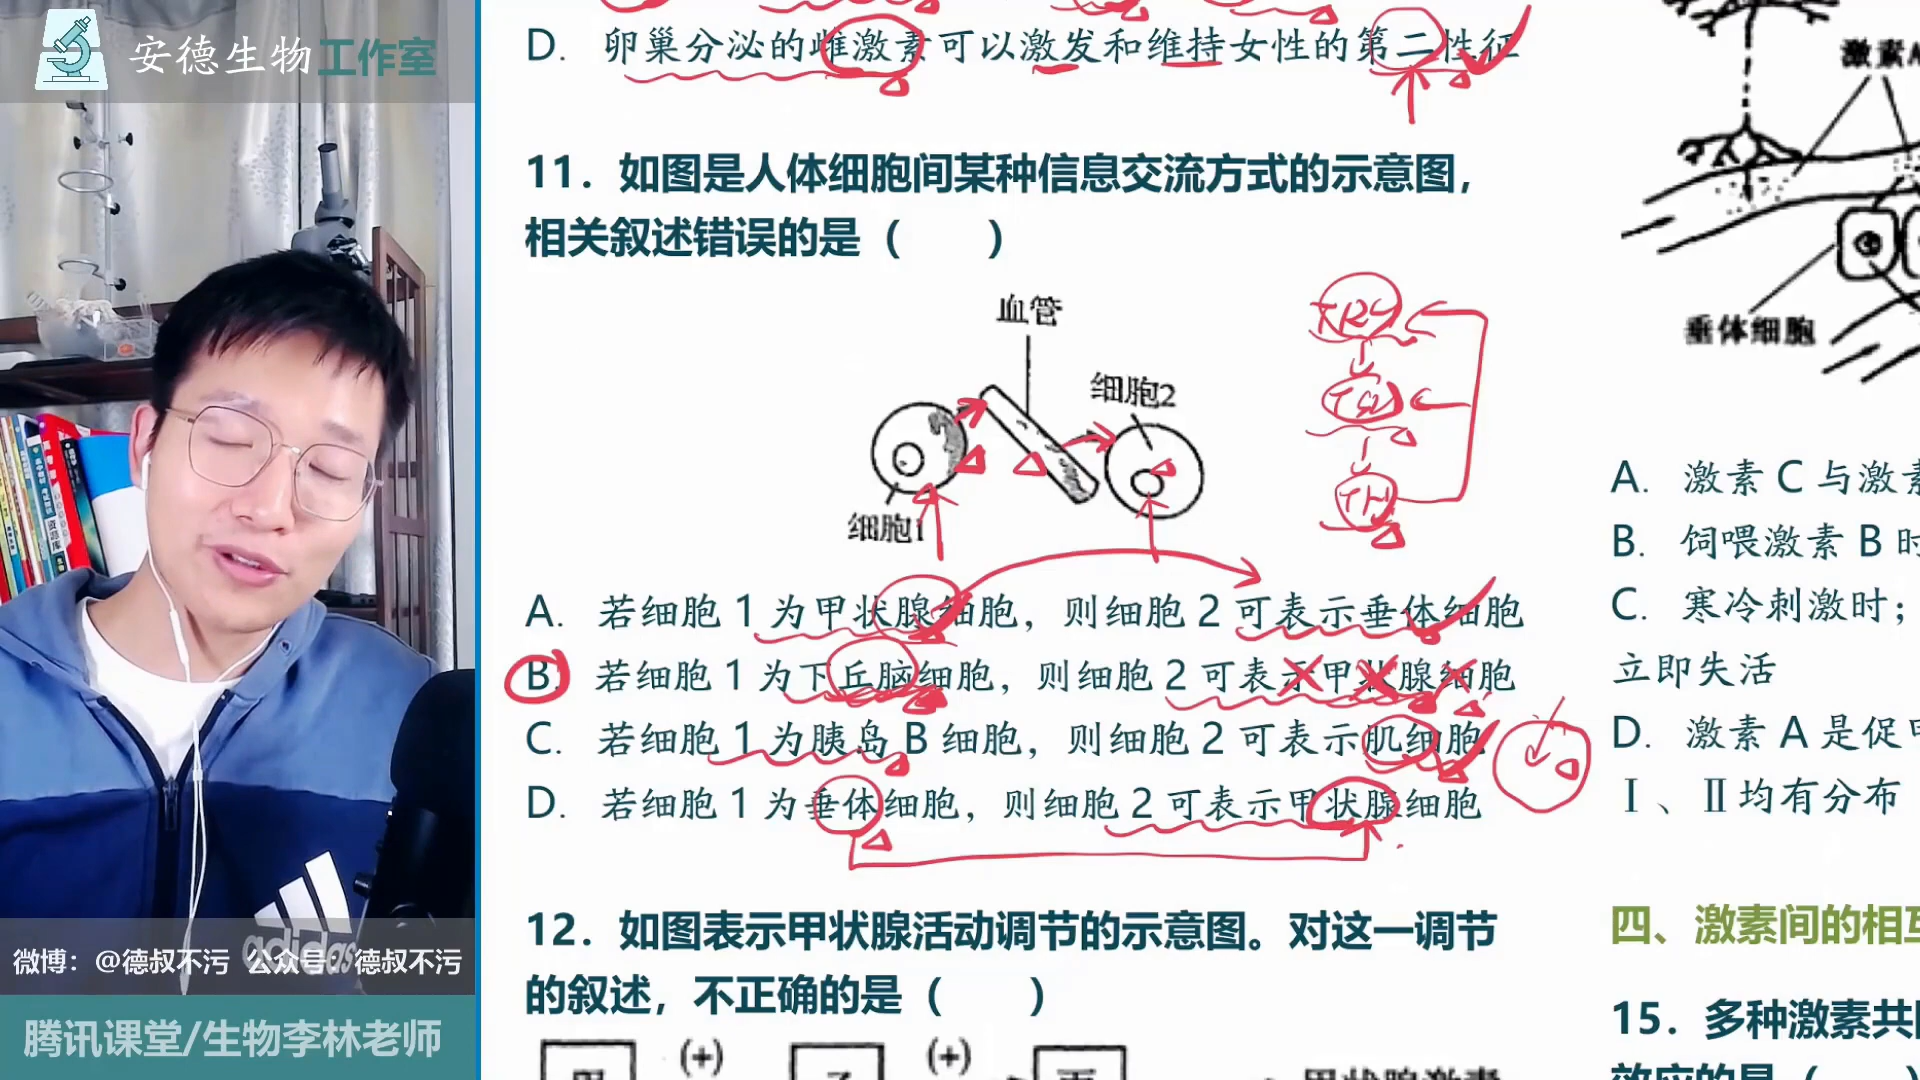 安德生物工作室
D. 卵巢分泌的雌激素可以激发和维持女性的第二性征
11. 如图是人体细胞间某种信息交流方式的示意图,
相关叙述错误的是（ ）
血管
细胞2
细胞1
TRH
TSH
TH
A. 若细胞 1 为甲状腺细胞，则细胞 2 可表示垂体细胞
B. 若细胞 1 为下丘脑细胞，则细胞 2 可表示甲状腺细胞
C. 若细胞 1 为胰岛 B 细胞，则细胞 2 可表示肌细胞
D. 若细胞 1 为垂体细胞，则细胞 2 可表示甲状腺细胞
12. 如图表示甲状腺活动调节的示意图。对这一调节
的叙述，不正确的是（ ）
(+)
(+)
激素A
垂体细胞
A. 激素 C 与激素
B. 饲喂激素 B 时
C. 寒冷刺激时；
立即失活
D. 激素 A 是促甲
Ⅰ、Ⅱ均有分布
四、激素间的相互
15. 多种激素共同
微博：@德叔不污 公众号：德叔不污
adidas
腾讯课堂/生物李林老师